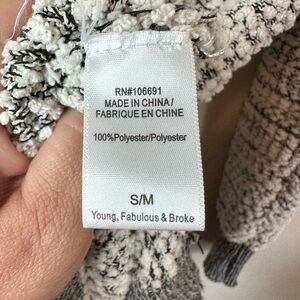 RN#106691
MADE IN CHINA/
FABRIQUE EN CHINE
100%Polyester/Polyester
S/M
Young, Fabulous & Broke